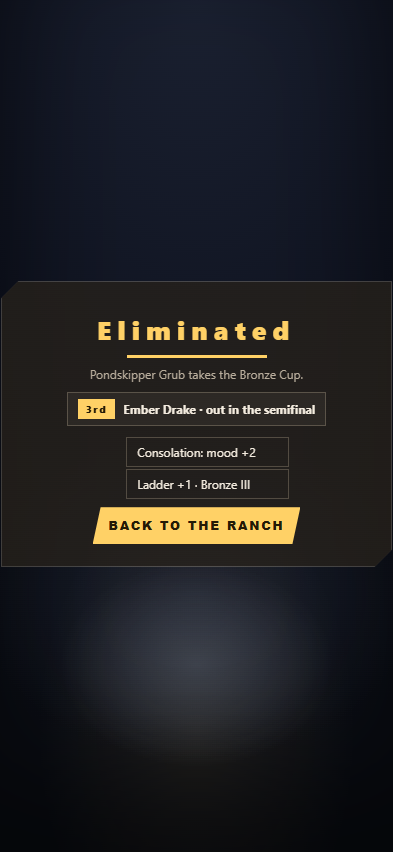 Eliminated
Pondskipper Grub takes the Bronze Cup.
3rd Ember Drake · out in the semifinal
Consolation: mood +2
Ladder +1 · Bronze III
BACK TO THE RANCH